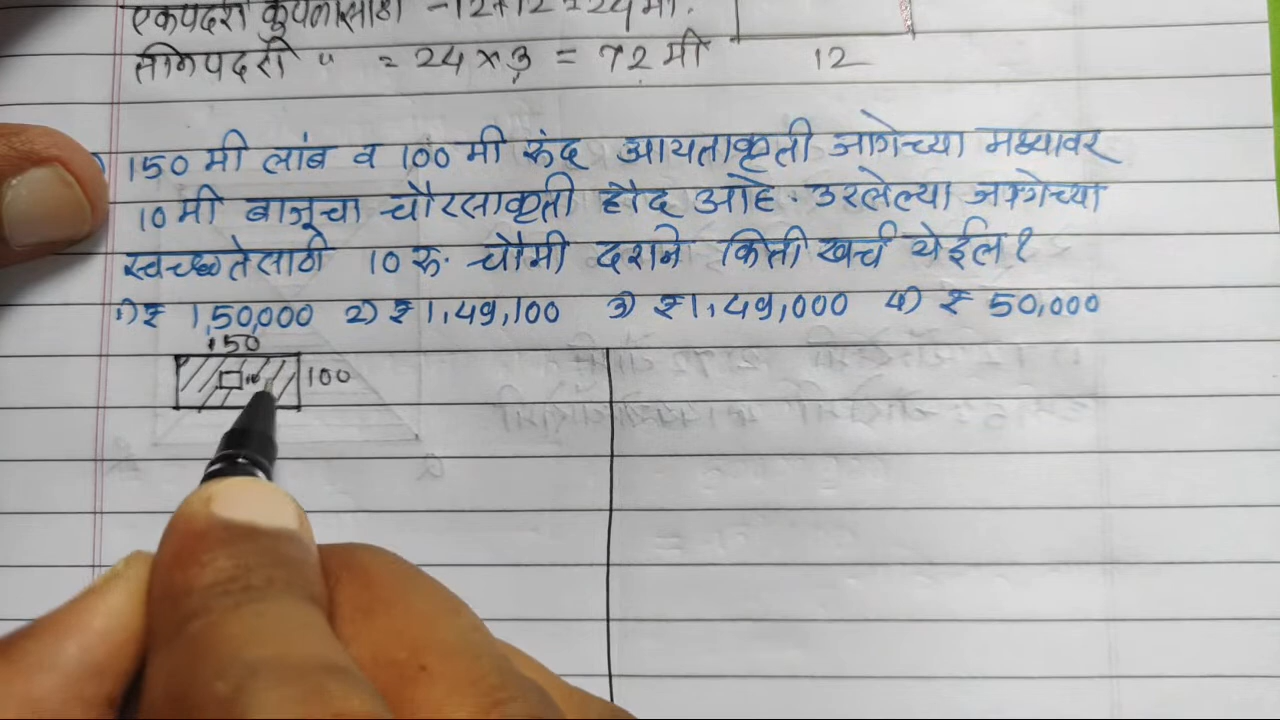 एकपदरी कुंपणासाठी = 12+12 = 24 मी.
तीनपदरी " = 24 × 3 = 72 मी
12
150 मी लांब व 100 मी रुंद आयताकृती जागेच्या मध्यावर
10 मी बाजूचा चौरसाकृती हौद आहे. उरलेल्या जागेच्या
स्वच्छतेसाठी 10 रु. चौमी दराने किती खर्च येईल?
1) ₹ 1,50,000 2) ₹ 1,49,100 3) ₹ 1,49,000 4) ₹ 50,000
150
10 100